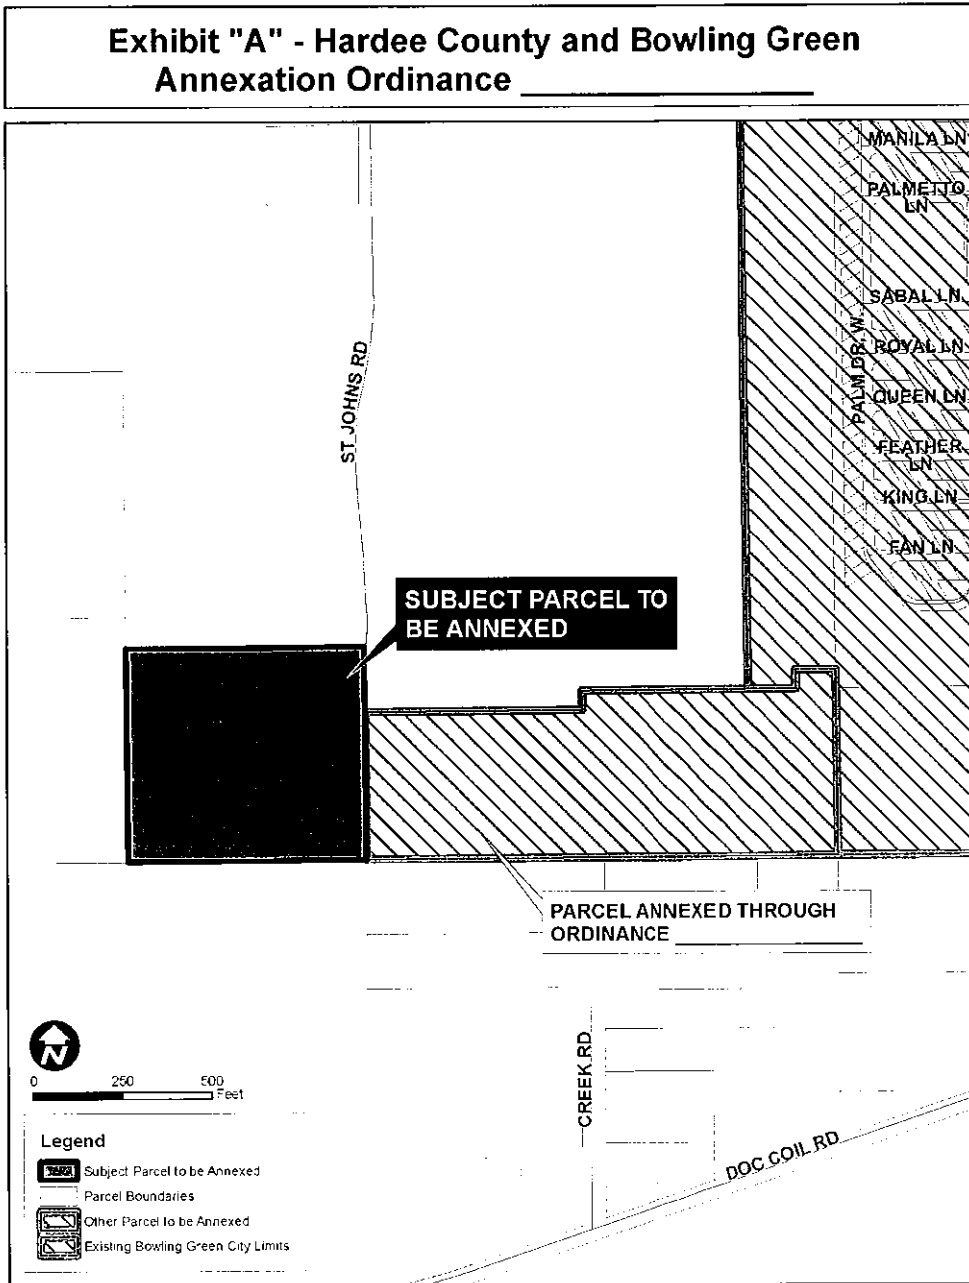 Exhibit "A" - Hardee County and Bowling Green
Annexation Ordinance
MANILA LN
PALMETTO
LN
SABAL LN
PALM DR. W.
ROYAL LN
QUEEN LN
FEATHER
LN
KING LN
FAN LN
ST JOHNS RD
SUBJECT PARCEL TO
BE ANNEXED
PARCEL ANNEXED THROUGH
ORDINANCE
CREEK RD
DOC COIL RD
N
0 250 500
Feet
Legend
Subject Parcel to be Annexed
Parcel Boundaries
Other Parcel to be Annexed
Existing Bowling Green City Limits